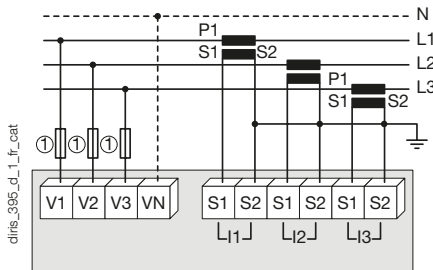 N
P1
L1
S1 S2
L2
P1
L3
S1 S2
① ① ①
diris_395_d_1_fr_cat
V1 V2 V3 VN S1 S2 S1 S2 S1 S2
I1 I2 I3